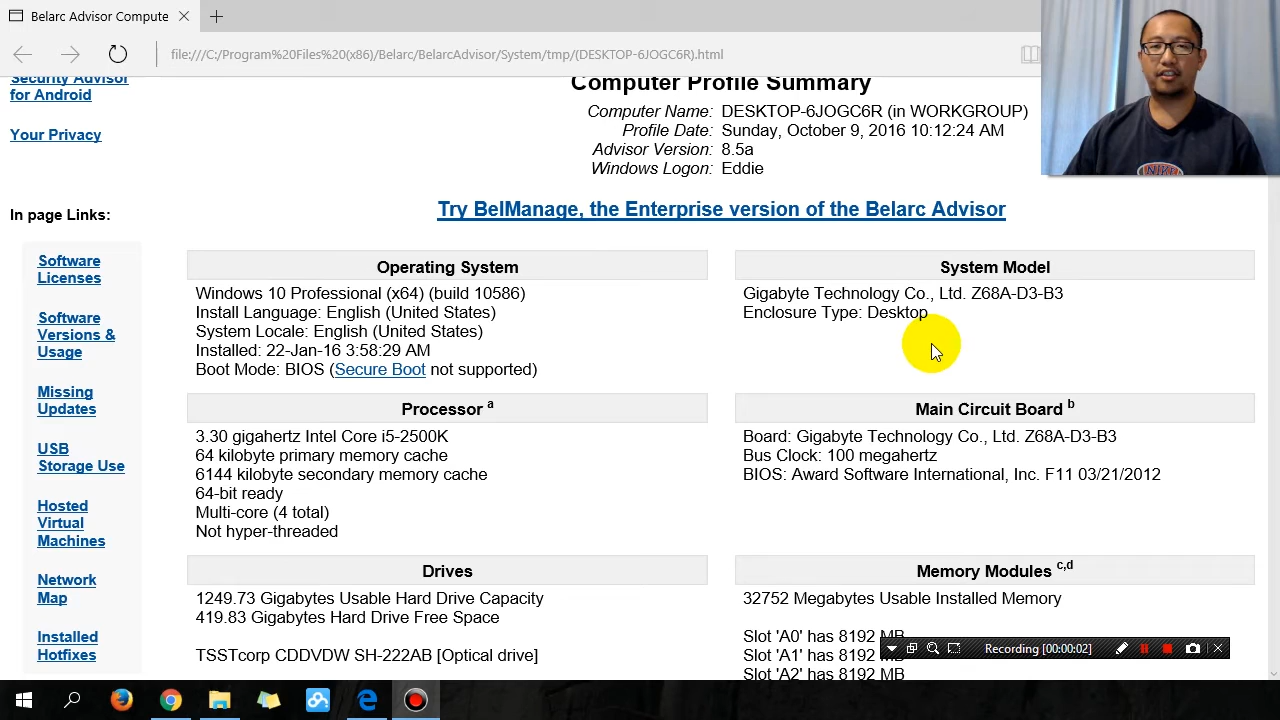 Belarc Advisor Compute
file:///C:/Program%20Files%20(x86)/Belarc/BelarcAdvisor/System/tmp/(DESKTOP-6JOGC6R).html
Security Advisor
for Android
Your Privacy
In page Links:
Software
Licenses
Software
Versions &
Usage
Missing
Updates
USB
Storage Use
Hosted
Virtual
Machines
Network
Map
Installed
Hotfixes
Computer Profile Summary
Computer Name: DESKTOP-6JOGC6R (in WORKGROUP)
Profile Date: Sunday, October 9, 2016 10:12:24 AM
Advisor Version: 8.5a
Windows Logon: Eddie
Try BelManage, the Enterprise version of the Belarc Advisor
Operating System
Windows 10 Professional (x64) (build 10586)
Install Language: English (United States)
System Locale: English (United States)
Installed: 22-Jan-16 3:58:29 AM
Boot Mode: BIOS (Secure Boot not supported)
System Model
Gigabyte Technology Co., Ltd. Z68A-D3-B3
Enclosure Type: Desktop
Processor a
3.30 gigahertz Intel Core i5-2500K
64 kilobyte primary memory cache
6144 kilobyte secondary memory cache
64-bit ready
Multi-core (4 total)
Not hyper-threaded
Main Circuit Board b
Board: Gigabyte Technology Co., Ltd. Z68A-D3-B3
Bus Clock: 100 megahertz
BIOS: Award Software International, Inc. F11 03/21/2012
Drives
1249.73 Gigabytes Usable Hard Drive Capacity
419.83 Gigabytes Hard Drive Free Space
TSSTcorp CDDVDW SH-222AB [Optical drive]
Memory Modules c,d
32752 Megabytes Usable Installed Memory
Slot 'A0' has 8192 MB
Slot 'A1' has 8192 MB
Slot 'A2' has 8192 MB
Recording [00:00:02]